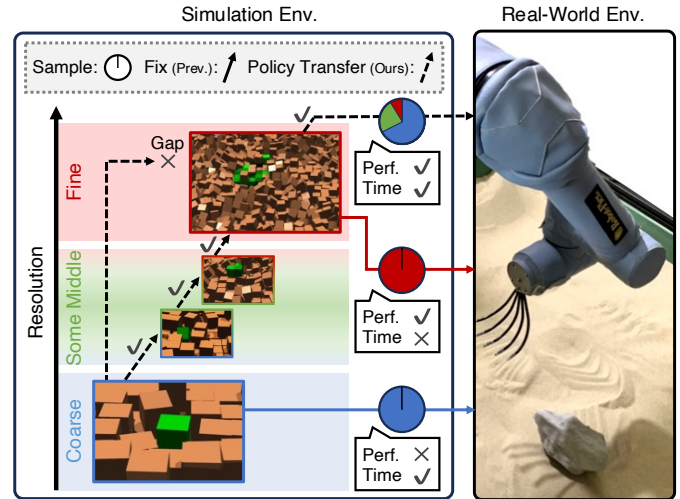 Simulation Env.
Real-World Env.
Sample: Fix (Prev.): Policy Transfer (Ours):
Resolution
Fine
Gap
Perf.
Time
Some Middle
Perf.
Time
Coarse
Perf.
Time